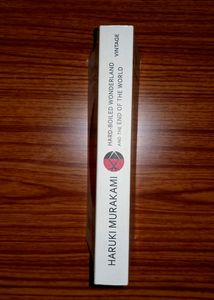 HARUKI MURAKAMI
HARD-BOILED WONDERLAND
AND THE END OF THE WORLD
VINTAGE